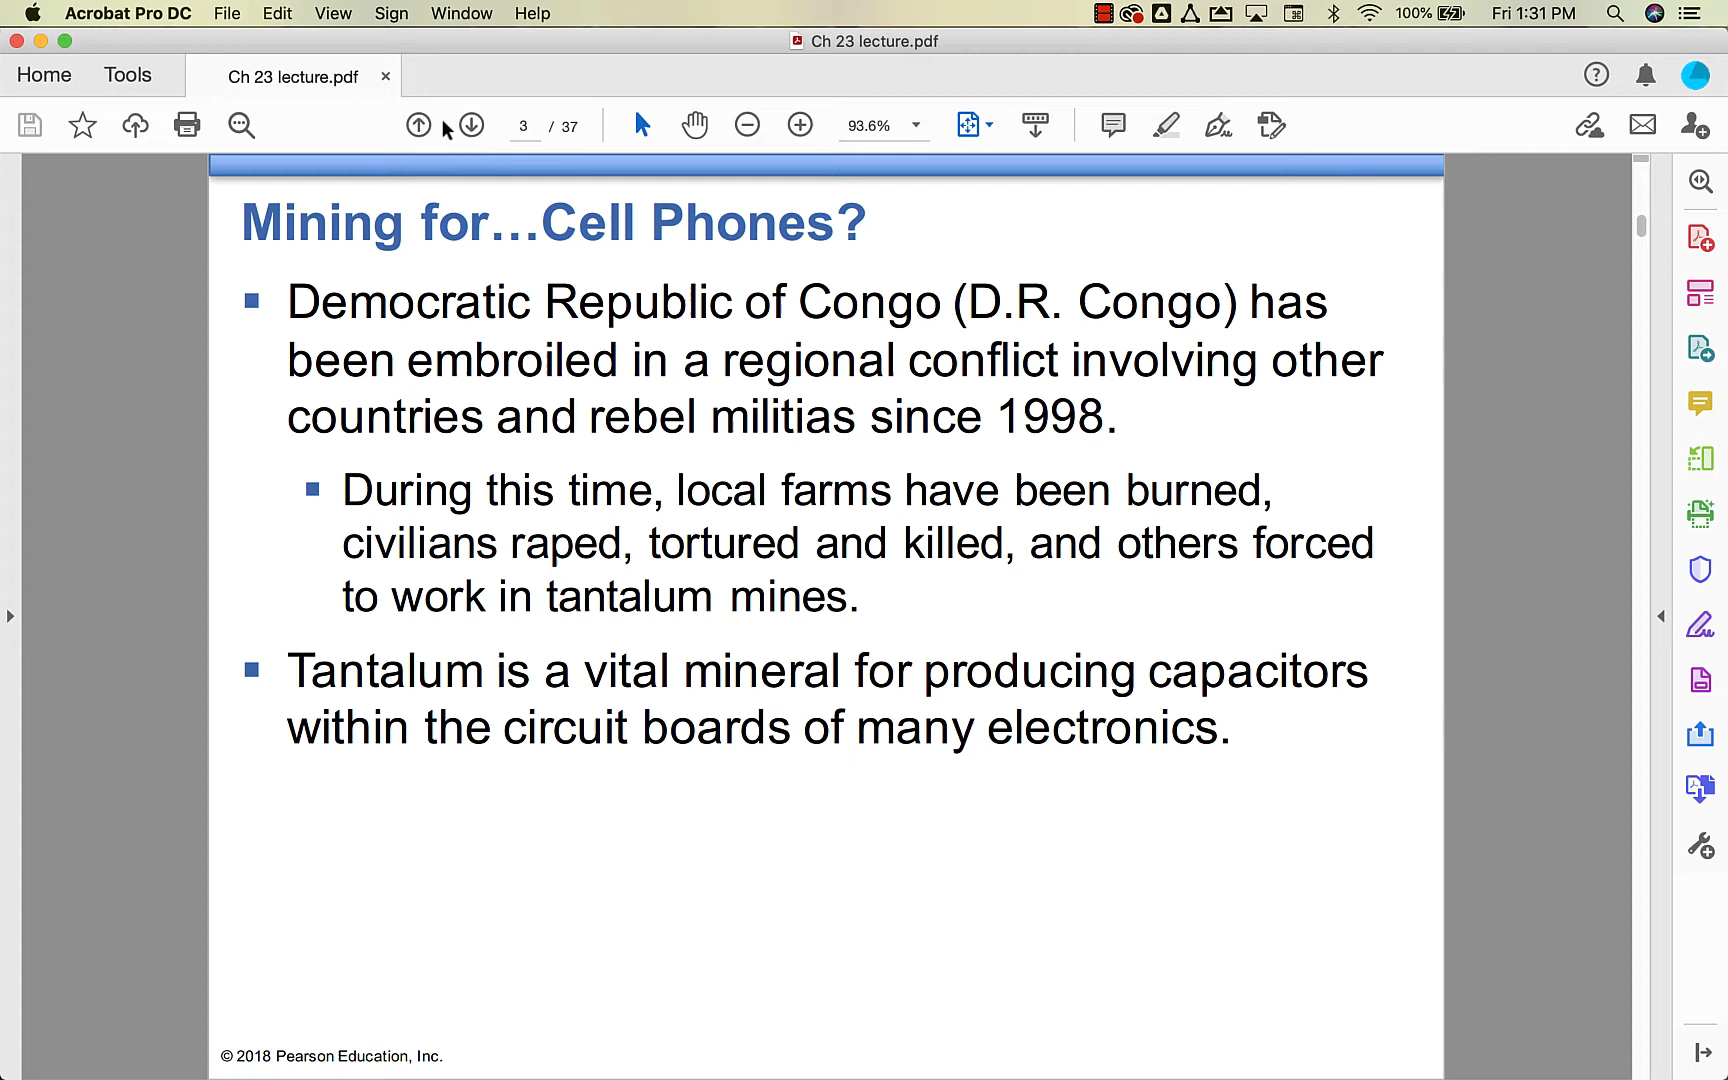 Acrobat Pro DC File Edit View Sign Window Help 100% Fri 1:31 PM
Ch 23 lecture.pdf
Home Tools Ch 23 lecture.pdf ×
3 / 37 93.6%
Mining for…Cell Phones?
Democratic Republic of Congo (D.R. Congo) has
been embroiled in a regional conflict involving other
countries and rebel militias since 1998.
During this time, local farms have been burned,
civilians raped, tortured and killed, and others forced
to work in tantalum mines.
Tantalum is a vital mineral for producing capacitors
within the circuit boards of many electronics.
© 2018 Pearson Education, Inc.